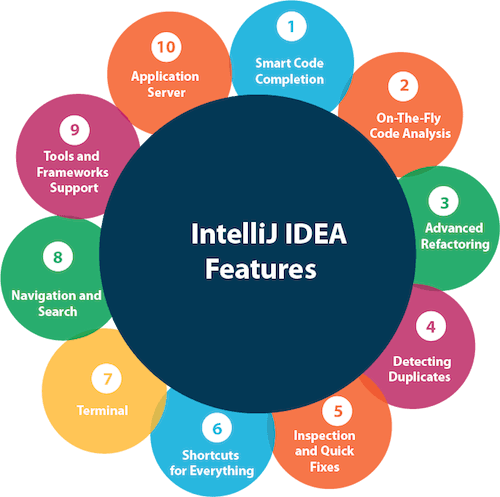 IntelliJ IDEA
Features
1
Smart Code
Completion
2
On-The-Fly
Code Analysis
3
Advanced
Refactoring
4
Detecting
Duplicates
5
Inspection
and Quick
Fixes
6
Shortcuts
for Everything
7
Terminal
8
Navigation and
Search
9
Tools and
Frameworks
Support
10
Application
Server